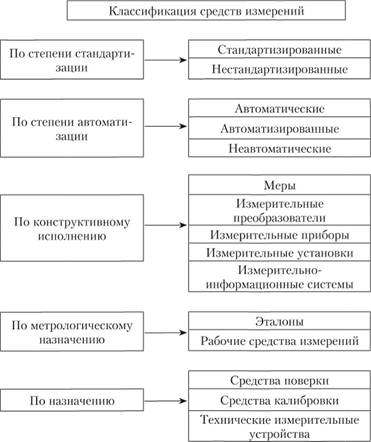 Классификация средств измерений
По степени стандарти-
зации
Стандартизированные
Нестандартизированные
По степени автомати-
зации
Автоматические
Автоматизированные
Неавтоматические
По конструктивному
исполнению
Меры
Измерительные
преобразователи
Измерительные приборы
Измерительные установки
Измерительно-
информационные системы
По метрологическому
назначению
Эталоны
Рабочие средства измерений
По назначению
Средства поверки
Средства калибровки
Технические измерительные
устройства